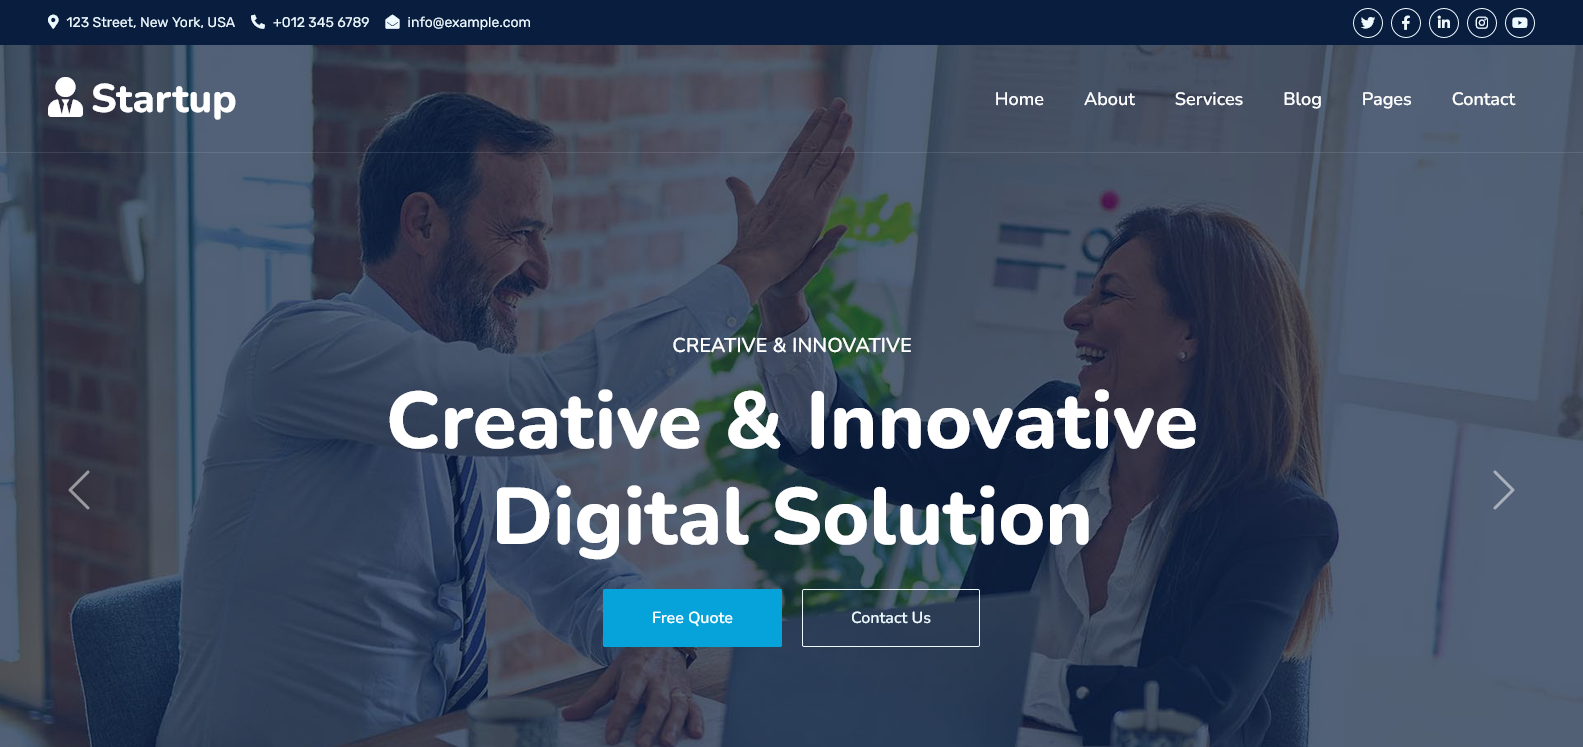 123 Street, New York, USA
+012 345 6789
info@example.com
Startup
Home
About
Services
Blog
Pages
Contact
CREATIVE & INNOVATIVE
Creative & Innovative
Digital Solution
Free Quote
Contact Us